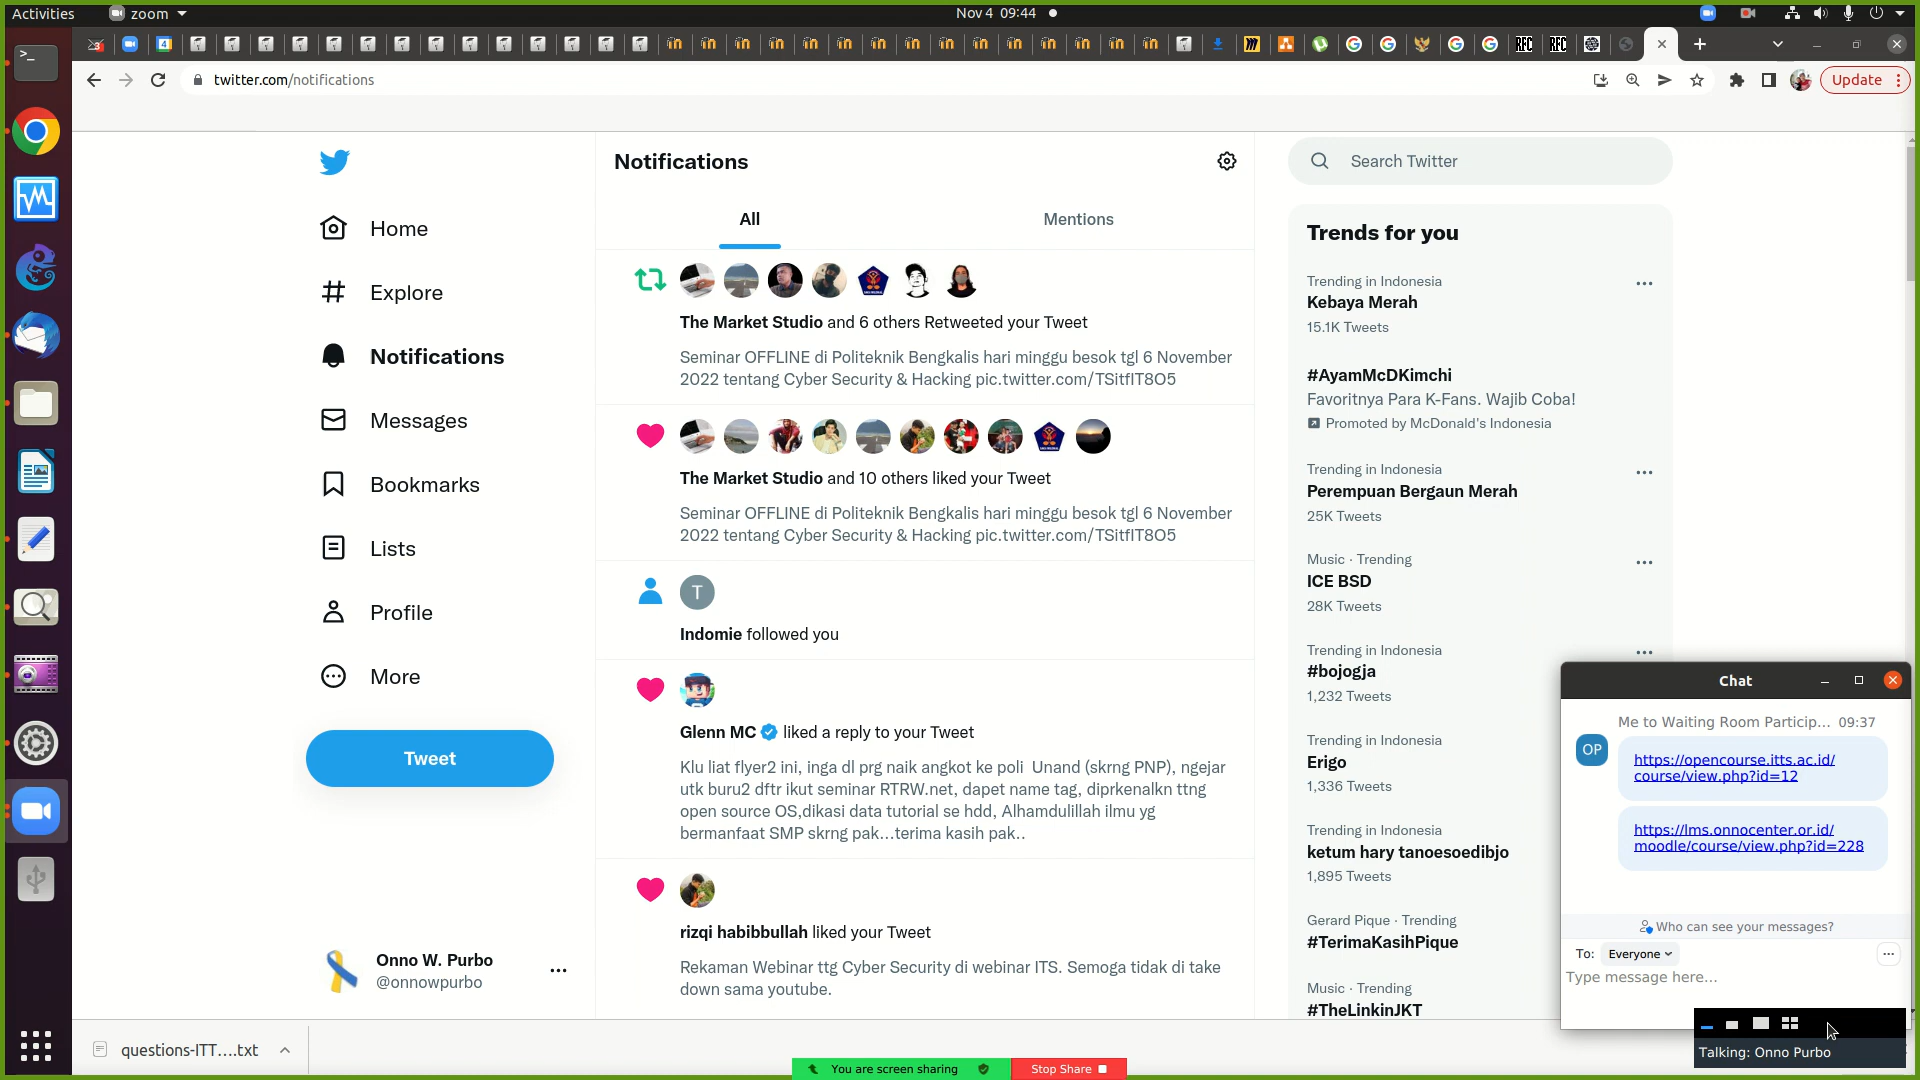 Activities
zoom
Nov 4 09:44
twitter.com/notifications
Update
Home
Explore
Notifications
Messages
Bookmarks
Lists
Profile
More
Tweet
Onno W. Purbo
@onnowpurbo
Notifications
All
Mentions
The Market Studio and 6 others Retweeted your Tweet
Seminar OFFLINE di Politeknik Bengkalis hari minggu besok tgl 6 November
2022 tentang Cyber Security & Hacking pic.twitter.com/TSitfIT8O5
The Market Studio and 10 others liked your Tweet
Seminar OFFLINE di Politeknik Bengkalis hari minggu besok tgl 6 November
2022 tentang Cyber Security & Hacking pic.twitter.com/TSitfIT8O5
T
Indomie followed you
Glenn MC liked a reply to your Tweet
Klu liat flyer2 ini, inga dl prg naik angkot ke poli Unand (skrng PNP), ngejar
utk buru2 dftr ikut seminar RTRW.net, dapet name tag, diprkenalkn ttng
open source OS,dikasi data tutorial se hdd, Alhamdulillah ilmu yg
bermanfaat SMP skrng pak...terima kasih pak..
rizqi habibbullah liked your Tweet
Rekaman Webinar ttg Cyber Security di webinar ITS. Semoga tidak di take
down sama youtube.
Search Twitter
Trends for you
Trending in Indonesia
Kebaya Merah
15.1K Tweets
#AyamMcDKimchi
Favoritnya Para K-Fans. Wajib Coba!
Promoted by McDonald's Indonesia
Trending in Indonesia
Perempuan Bergaun Merah
25K Tweets
Music · Trending
ICE BSD
28K Tweets
Trending in Indonesia
#bojogja
1,232 Tweets
Trending in Indonesia
Erigo
1,336 Tweets
Trending in Indonesia
ketum hary tanoesoedibjo
1,895 Tweets
Gerard Pique · Trending
#TerimaKasihPique
Music · Trending
#TheLinkinJKT
Chat
Me to Waiting Room Particip... 09:37
OP
https://opencourse.itts.ac.id/
course/view.php?id=12
https://lms.onnocenter.or.id/
moodle/course/view.php?id=228
Who can see your messages?
To: Everyone
Type message here...
Talking: Onno Purbo
questions-ITT....txt
You are screen sharing
Stop Share